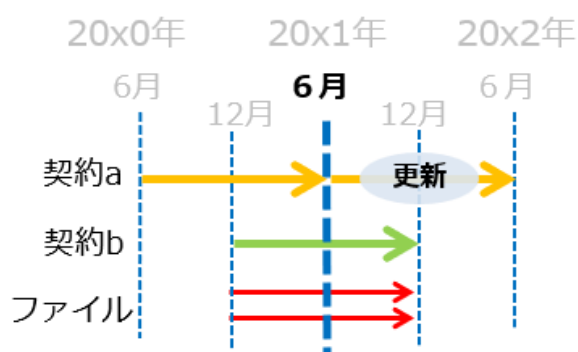 20x0年 20x1年 20x2年
6月 12月 6月 12月 6月
契約a 更新
契約b
ファイル